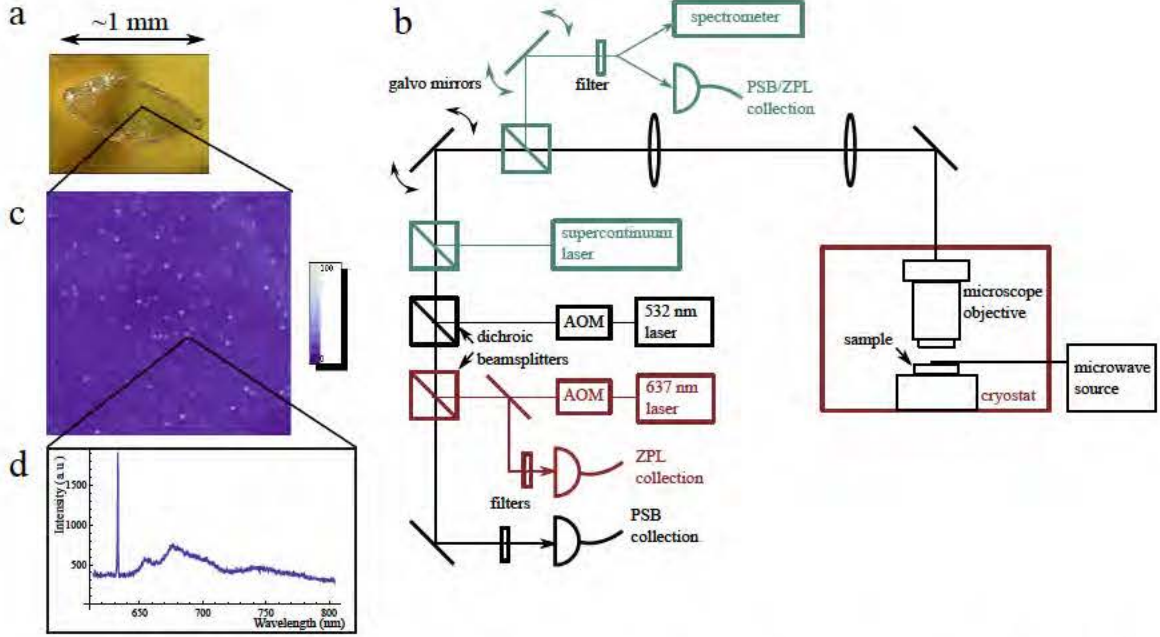 a
~1 mm
b
spectrometer
galvo mirrors
filter
PSB/ZPL
collection
c
100
supercontinuum
laser
AOM
532 nm
laser
dichroic
beamsplitters
AOM
637 nm
laser
microscope
objective
sample
cryostat
microwave
source
ZPL
collection
filters
PSB
collection
d
Intensity ( a.u.)
1500
1000
500
650
700
750
800
Wavelength (nm)